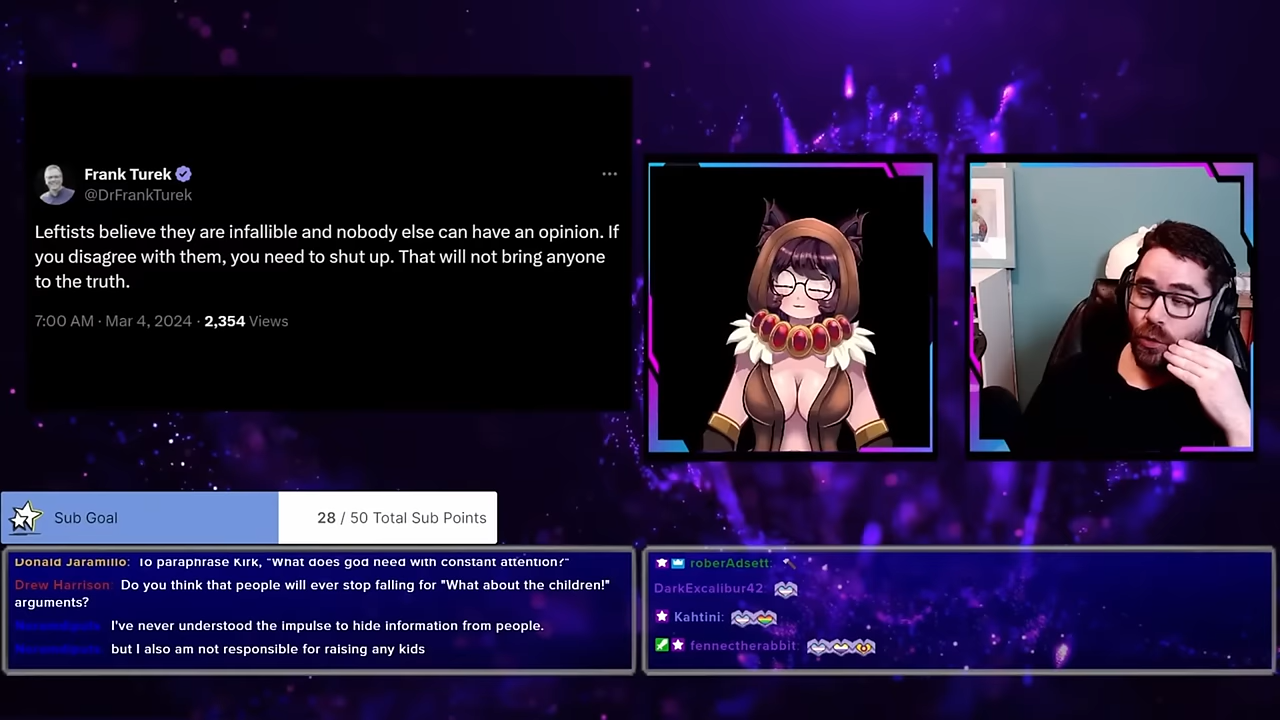 Frank Turek
@DrFrankTurek
Leftists believe they are infallible and nobody else can have an opinion. If
you disagree with them, you need to shut up. That will not bring anyone
to the truth.
7:00 AM · Mar 4, 2024 · 2,354 Views
Sub Goal
28 / 50 Total Sub Points
Donald Jaramillo: To paraphrase Kirk, "What does god need with constant attention?"
Drew Harrison: Do you think that people will ever stop falling for "What about the children!"
arguments?
I've never understood the impulse to hide information from people.
but I also am not responsible for raising any kids
roberAdsett:
DarkExcalibur42:
Kahtini:
fennectherabbit: